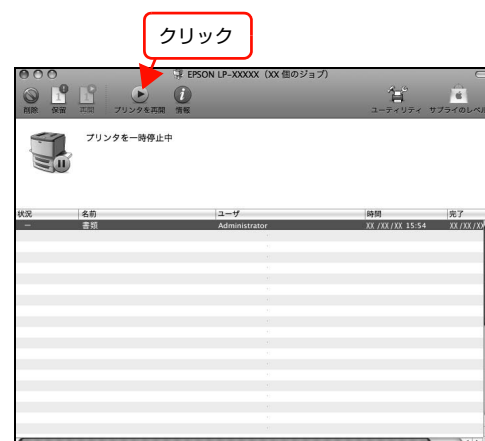 クリック
EPSON LP-XXXXX（XX 個のジョブ）
削除 保留 再開 プリンタを再開 情報 ユーティリティ サプライのレベル
プリンタを一時停止中
状況 名前 ユーザ 時間 完了
— 書類 Administrator XX /XX /XX 15:54 XX /XX /XX